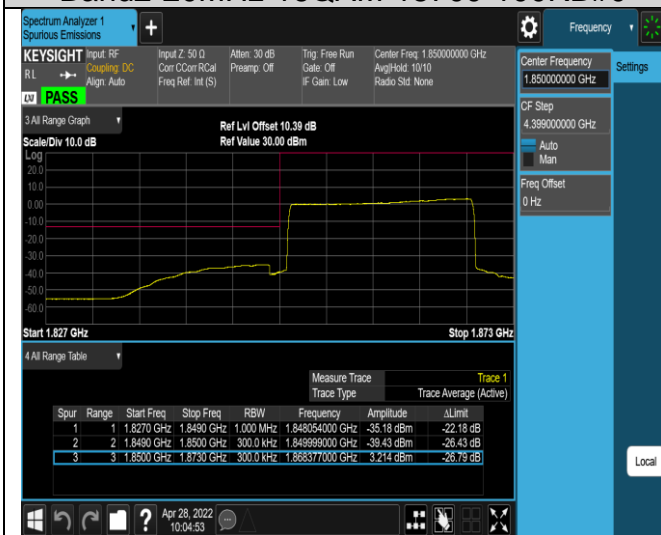 Spectrum Analyzer 1
Spurious Emissions
Frequency
KEYSIGHT
RL
Input: RF
Coupling: DC
Align: Auto
Input Z: 50 Ω
Corr CCorr RCal
Freq Ref: Int (S)
Atten: 30 dB
Preamp: Off
Trig: Free Run
Gate: Off
IF Gain: Low
Center Freq: 1.850000000 GHz
Avg|Hold: 10/10
Radio Std: None
LXI PASS
Center Frequency
1.850000000 GHz
Settings
CF Step
4.399000000 GHz
Auto
Man
Freq Offset
0 Hz
3 All Range Graph
Scale/Div 10.0 dB
Ref Lvl Offset 10.39 dB
Ref Value 30.00 dBm
Log
20.0
10.0
0.00
-10.0
-20.0
-30.0
-40.0
-50.0
-60.0
Start 1.827 GHz
Stop 1.873 GHz
4 All Range Table
Measure Trace Trace 1
Trace Type Trace Average (Active)
Spur Range Start Freq Stop Freq RBW Frequency Amplitude ΔLimit
1 1 1.8270 GHz 1.8490 GHz 1.000 MHz 1.848054000 GHz -35.18 dBm -22.18 dB
2 2 1.8490 GHz 1.8500 GHz 300.0 kHz 1.849999000 GHz -39.43 dBm -26.43 dB
3 3 1.8500 GHz 1.8730 GHz 300.0 kHz 1.868377000 GHz 3.214 dBm -26.79 dB
Local
Apr 28, 2022
10:04:53